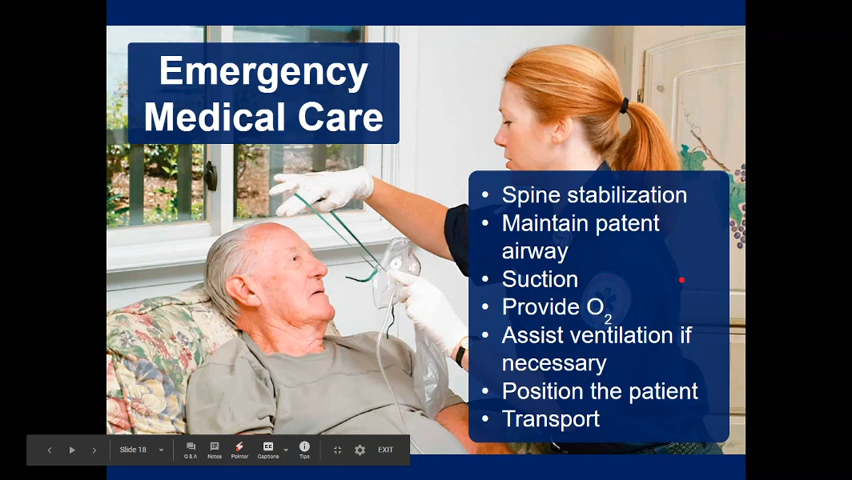 Emergency
Medical Care
• Spine stabilization
• Maintain patent
airway
• Suction
• Provide O2
• Assist ventilation if
necessary
• Position the patient
• Transport
Slide 18
Q & A
Notes
Pointer
Captions
Tips
EXIT